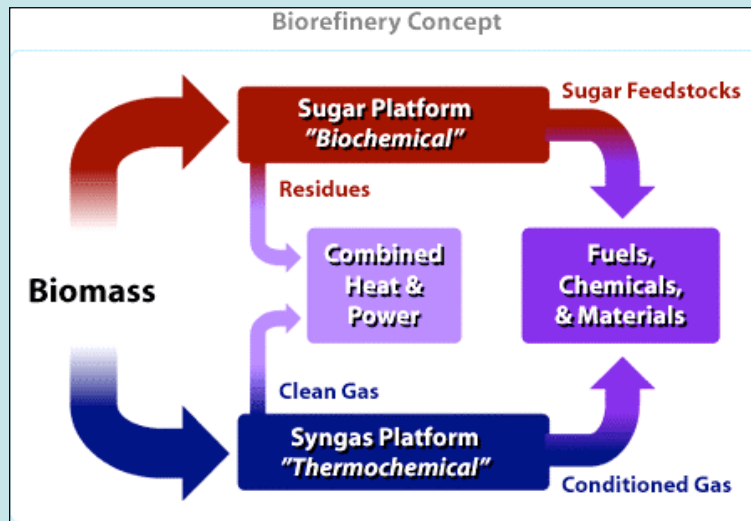 Biorefinery Concept
Sugar Feedstocks
Sugar Platform
"Biochemical"
Residues
Combined
Heat &
Power
Fuels,
Chemicals,
& Materials
Biomass
Clean Gas
Syngas Platform
"Thermochemical"
Conditioned Gas